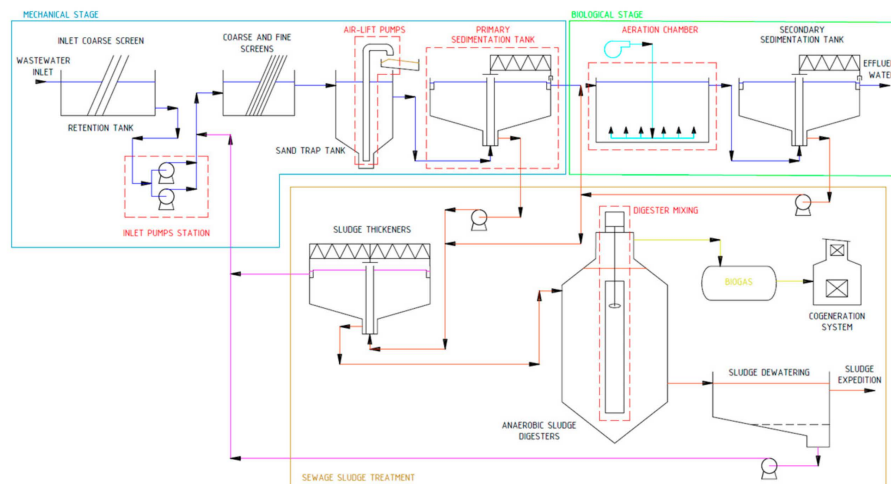 MECHANICAL STAGE
BIOLOGICAL STAGE
INLET COARSE SCREEN
COARSE AND FINE
SCREENS
AIR-LIFT PUMPS
PRIMARY
SEDIMENTATION TANK
AERATION CHAMBER
SECONDARY
SEDIMENTATION TANK
WASTEWATER
INLET
EFFLUE
WATER
RETENTION TANK
SAND TRAP TANK
INLET PUMPS STATION
SLUDGE THICKENERS
DIGESTER MIXING
BIOGAS
COGENERATION
SYSTEM
SLUDGE DEWATERING
SLUDGE
EXPEDITION
ANAEROBIC SLUDGE
DIGESTERS
SEWAGE SLUDGE TREATMENT